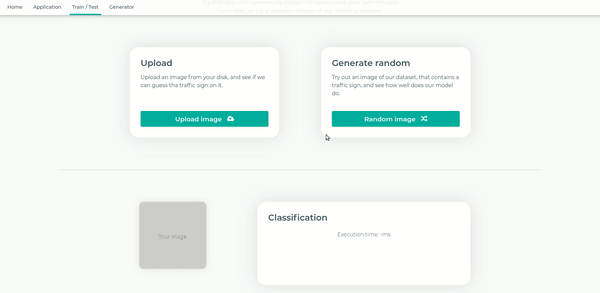 Home Application Train / Test Generator
Upload
Upload an image from your disk, and see if we
can guess tha traffic sign on it.
Upload image
Generate random
Try out an image of our dataset, that contains a
traffic sign, and see how well does our model
do.
Random image
Your image
Classification
Execution time: -ms